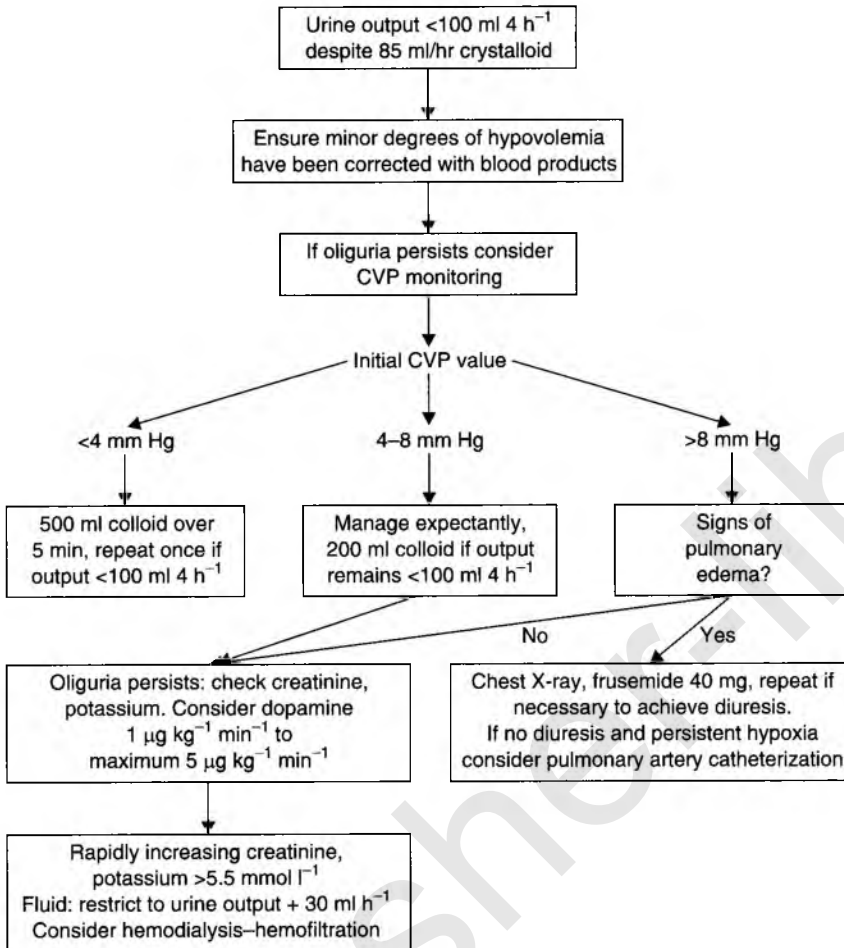 Urine output <100 ml 4 h⁻¹
despite 85 ml/hr crystalloid
Ensure minor degrees of hypovolemia
have been corrected with blood products
If oliguria persists consider
CVP monitoring
Initial CVP value
<4 mm Hg
4–8 mm Hg
>8 mm Hg
500 ml colloid over
5 min, repeat once if
output <100 ml 4 h⁻¹
Manage expectantly,
200 ml colloid if output
remains <100 ml 4 h⁻¹
Signs of
pulmonary
edema?
No
Yes
Oliguria persists: check creatinine,
potassium. Consider dopamine
1 μg kg⁻¹ min⁻¹ to
maximum 5 μg kg⁻¹ min⁻¹
Chest X-ray, frusemide 40 mg, repeat if
necessary to achieve diuresis.
If no diuresis and persistent hypoxia
consider pulmonary artery catheterization
Rapidly increasing creatinine,
potassium >5.5 mmol l⁻¹
Fluid: restrict to urine output + 30 ml h⁻¹
Consider hemodialysis–hemofiltration